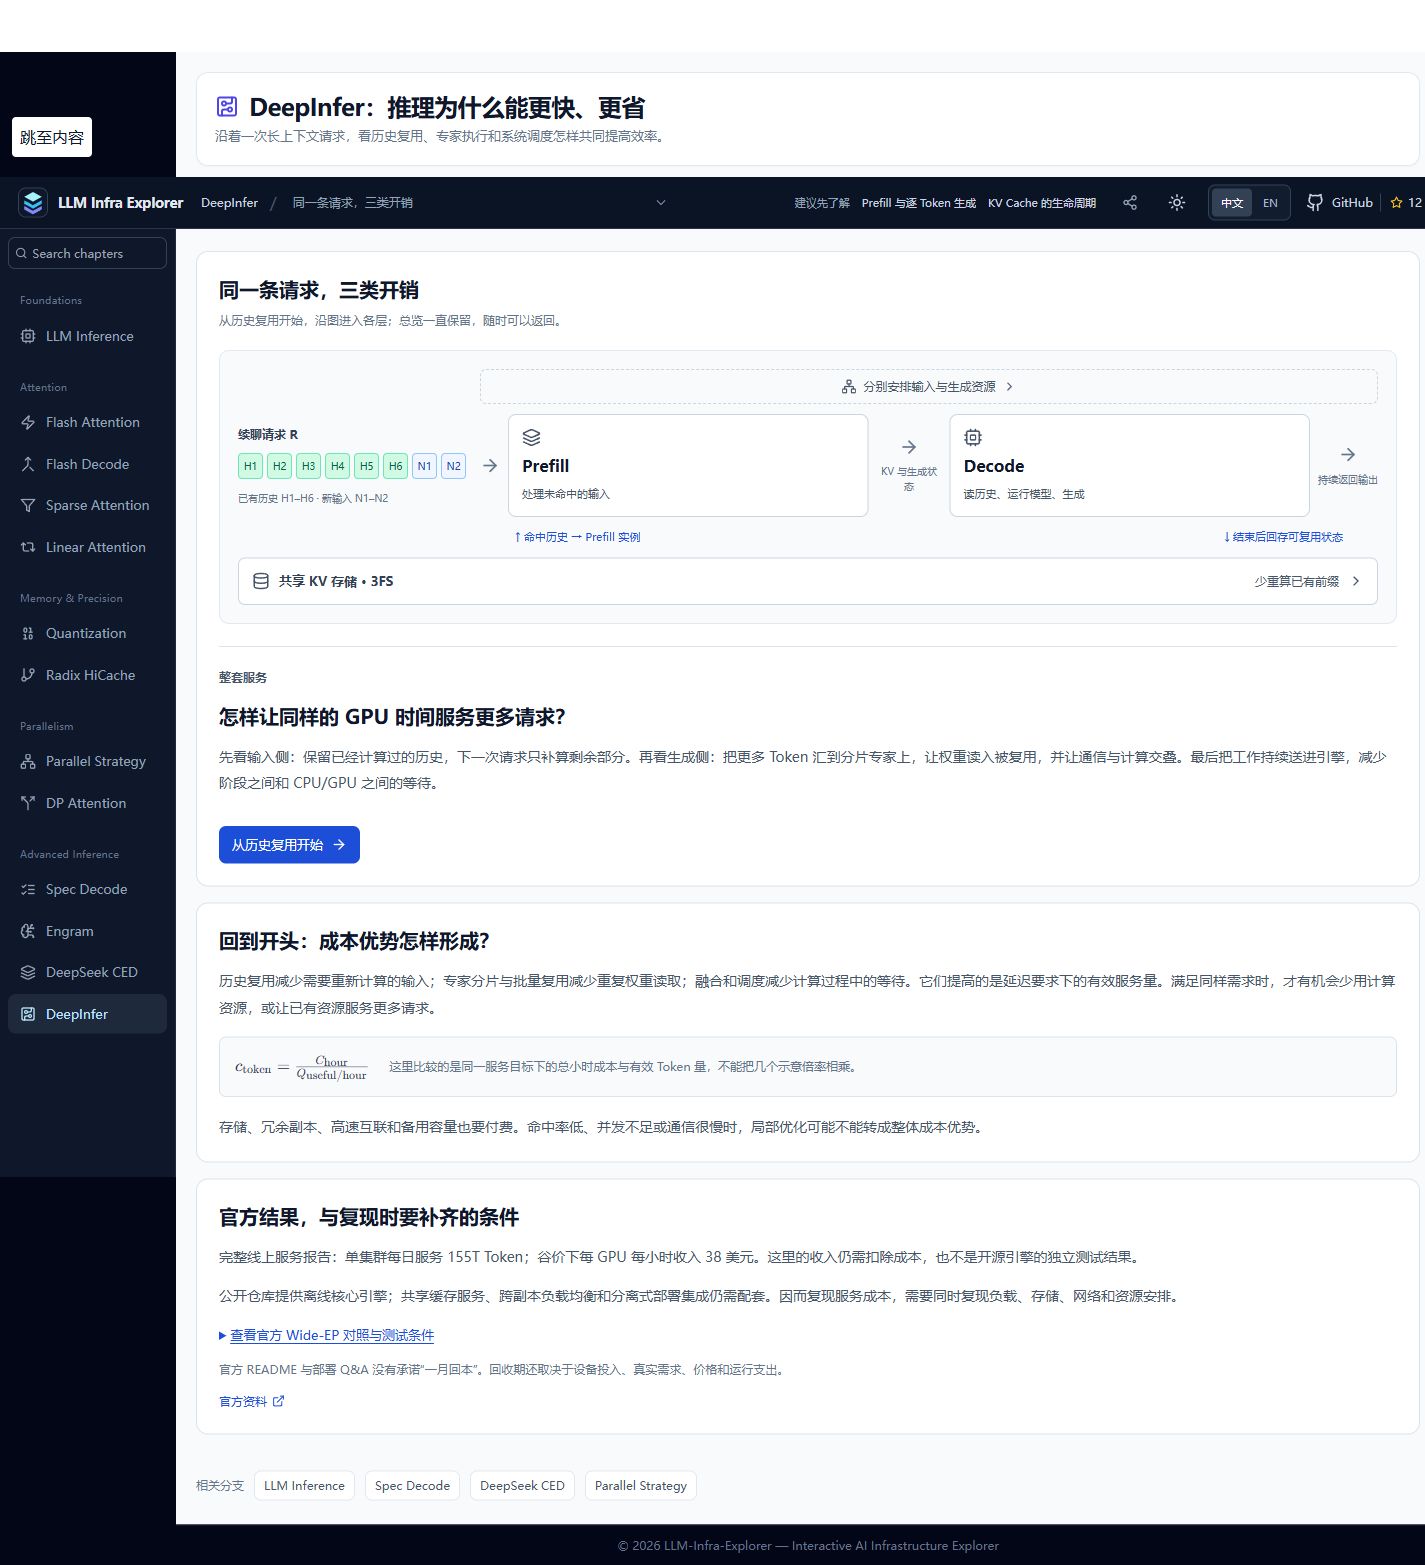 DeepInfer：推理为什么能更快、更省
沿着一次长上下文请求，看历史复用、专家执行和系统调度怎样共同提高效率。
跳至内容
LLM Infra Explorer
DeepInfer / 同一条请求，三类开销
建议先了解 Prefill 与逐 Token 生成 KV Cache 的生命周期
中文 EN
GitHub
12
Search chapters
Foundations
LLM Inference
Attention
Flash Attention
Flash Decode
Sparse Attention
Linear Attention
Memory & Precision
Quantization
Radix HiCache
Parallelism
Parallel Strategy
DP Attention
Advanced Inference
Spec Decode
Engram
DeepSeek CED
DeepInfer
同一条请求，三类开销
从历史复用开始，沿图进入各层；总览一直保留，随时可以返回。
分别安排输入与生成资源
续聊请求 R
H1 H2 H3 H4 H5 H6 N1 N2
已有历史 H1–H6 · 新输入 N1–N2
Prefill
处理未命中的输入
KV 与生成状
态
Decode
读历史、运行模型、生成
持续返回输出
↑ 命中历史 → Prefill 实例
↓ 结束后回存可复用状态
共享 KV 存储 • 3FS
少重算已有前缀
整套服务
怎样让同样的 GPU 时间服务更多请求？
先看输入侧：保留已经计算过的历史，下一次请求只补算剩余部分。再看生成侧：把更多 Token 汇到分片专家上，让权重读入被复用，并让通信与计算交叠。最后把工作持续送进引擎，减少
阶段之间和 CPU/GPU 之间的等待。
从历史复用开始 →
回到开头：成本优势怎样形成？
历史复用减少需要重新计算的输入；专家分片与批量复用减少重复权重读取；融合和调度减少计算过程中的等待。它们提高的是延迟要求下的有效服务量。满足同样需求时，才有机会少用计算
资源，或让已有资源服务更多请求。
c_token = C_hour / Q_useful/hour 这里比较的是同一服务目标下的总小时成本与有效 Token 量，不能把几个示意倍率相乘。
存储、冗余副本、高速互联和备用容量也要付费。命中率低、并发不足或通信很慢时，局部优化可能不能转成整体成本优势。
官方结果，与复现时要补齐的条件
完整线上服务报告：单集群每日服务 155T Token；谷价下每 GPU 每小时收入 38 美元。这里的收入仍需扣除成本，也不是开源引擎的独立测试结果。
公开仓库提供离线核心引擎；共享缓存服务、跨副本负载均衡和分离式部署集成仍需配套。因而复现服务成本，需要同时复现负载、存储、网络和资源安排。
▶ 查看官方 Wide-EP 对照与测试条件
官方 README 与部署 Q&A 没有承诺“一月回本”。回收期还取决于设备投入、真实需求、价格和运行支出。
官方资料
相关分支 LLM Inference Spec Decode DeepSeek CED Parallel Strategy
© 2026 LLM-Infra-Explorer — Interactive AI Infrastructure Explorer